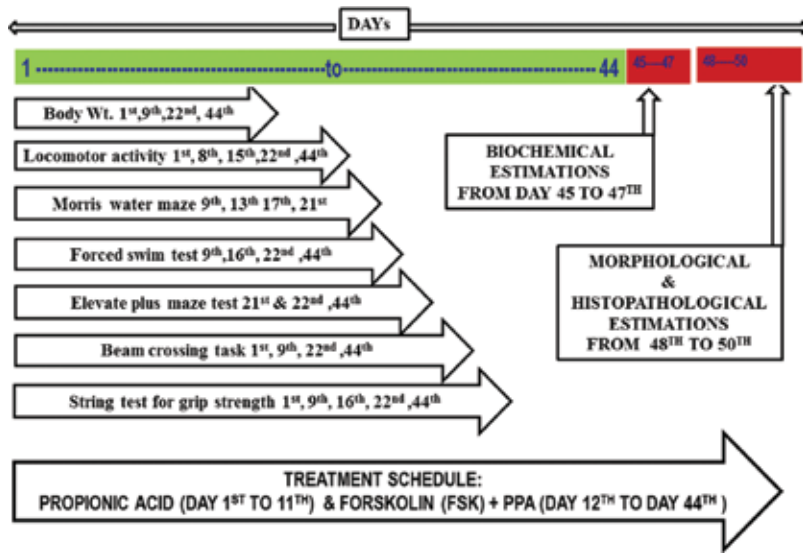 DAYs
1 ---------------------------------to--------------------------------- 44 45----47 48-----50
Body Wt. 1st,9th,22nd, 44th
Locomotor activity 1st, 8th, 15th,22nd ,44th
Morris water maze 9th, 13th 17th, 21st
Forced swim test 9th,16th, 22nd ,44th
Elevate plus maze test 21st & 22nd ,44th
Beam crossing task 1st, 9th, 22nd ,44th
String test for grip strength 1st, 9th, 16th, 22nd ,44th
BIOCHEMICAL
ESTIMATIONS
FROM DAY 45 TO 47TH
MORPHOLOGICAL
&
HISTOPATHOLOGICAL
ESTIMATIONS
FROM 48TH TO 50TH
TREATMENT SCHEDULE:
PROPIONIC ACID (DAY 1ST TO 11TH) & FORSKOLIN (FSK) + PPA (DAY 12TH TO DAY 44TH )